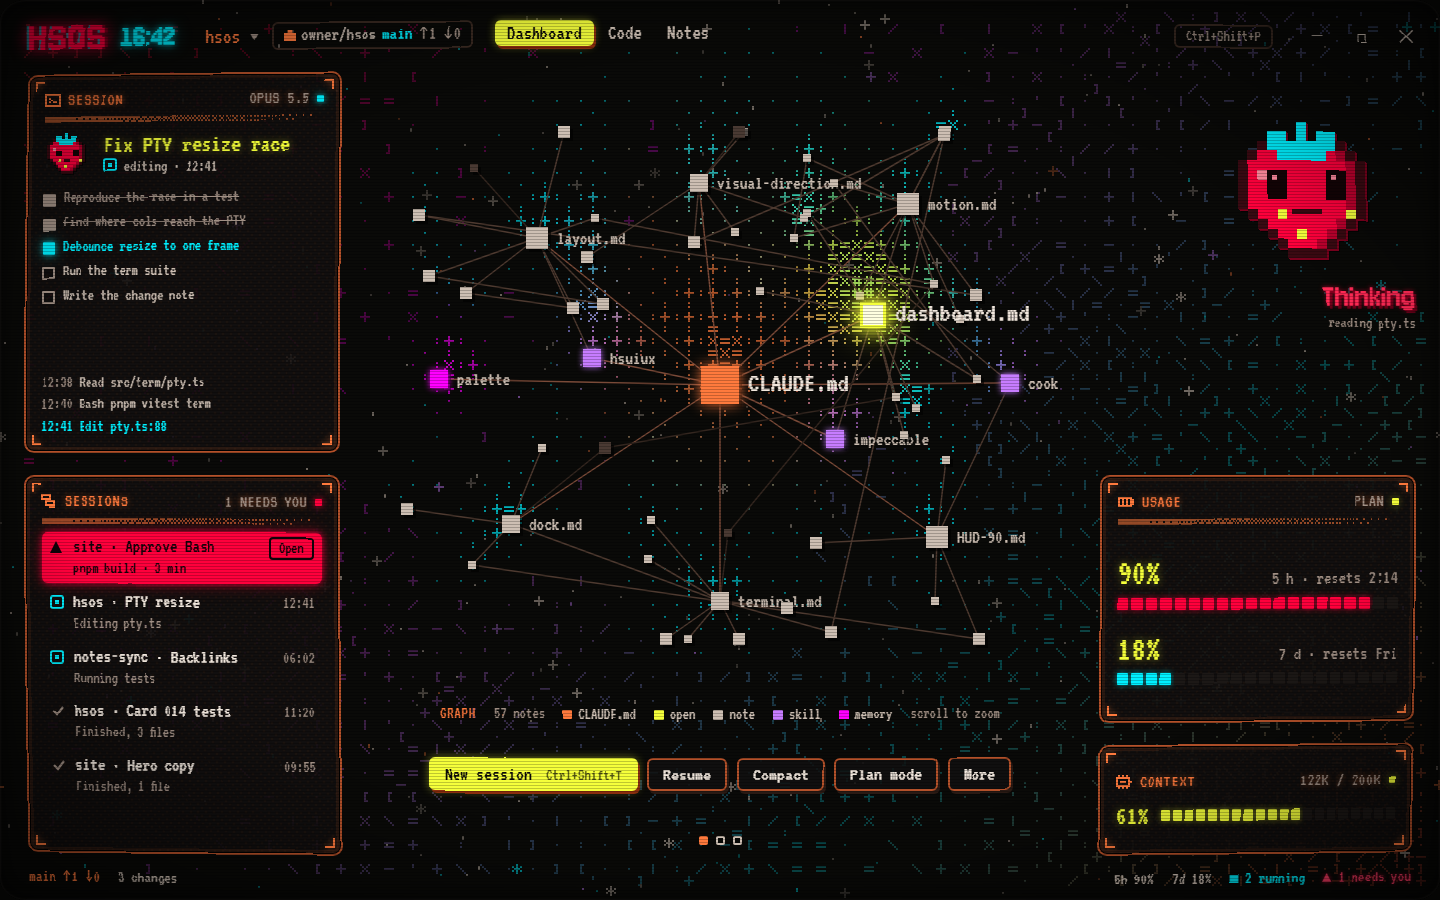 HSOS 16:42 hsos owner/hsos main ↑1 ↓0 Dashboard Code Notes Ctrl+Shift+P
SESSION OPUS 5.5
Fix PTY resize race
editing · 12:41
Reproduce the race in a test
Find where cols reach the PTY
Debounce resize to one frame
Run the term suite
Write the change note
12:38 Read src/term/pty.ts
12:40 Bash pnpm vitest term
12:41 Edit pty.ts:88
SESSIONS 1 NEEDS YOU
site · Approve Bash Open
pnpm build · 3 min
hsos · PTY resize 12:41
Editing pty.ts
notes-sync · Backlinks 06:02
Running tests
hsos · Card 014 tests 11:20
Finished, 3 files
site · Hero copy 09:55
Finished, 1 file
main ↑1 ↓0 3 changes
visual-direction.md
motion.md
layout.md
dashboard.md
hsuiux
palette
CLAUDE.md
cook
impeccable
dock.md
HUD-90.md
terminal.md
GRAPH 57 notes CLAUDE.md open note skill memory scroll to zoom
New session Ctrl+Shift+T Resume Compact Plan mode More
Thinking
reading pty.ts
USAGE PLAN
90% 5 h · resets 2:14
18% 7 d · resets Fri
CONTEXT 122K / 200K
61%
5h 90% 7d 18% 2 running 1 needs you